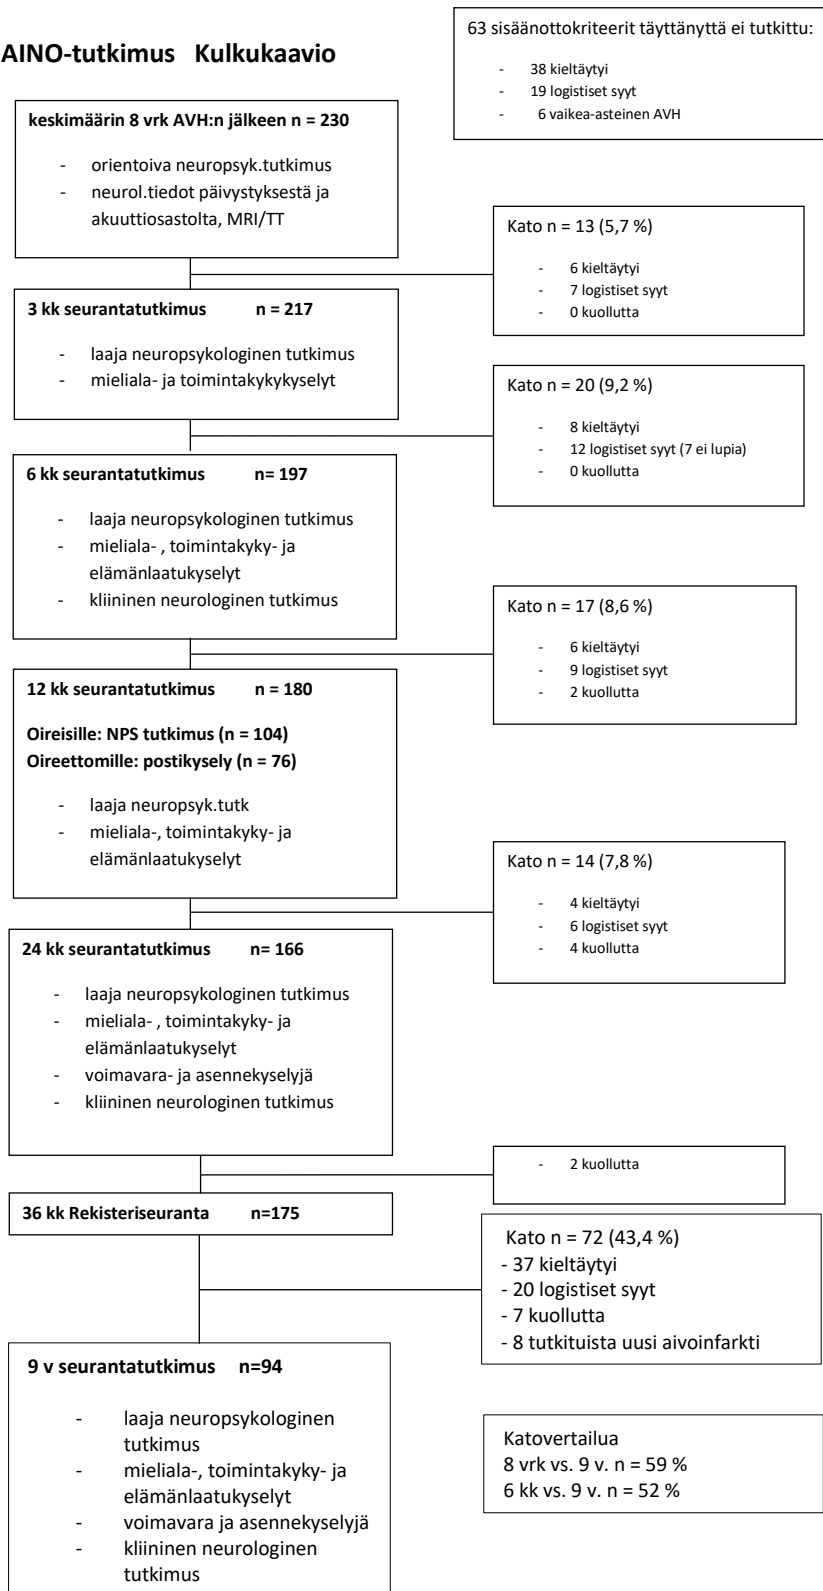 AINO-tutkimus Kulkukaavio
63 sisäänottokriteerit täyttänyttä ei tutkittu:
- 38 kieltäytyi
- 19 logistiset syyt
- 6 vaikea-asteinen AVH
keskimäärin 8 vrk AVH:n jälkeen n = 230
- orientoiva neuropsyk.tutkimus
- neurol.tiedot päivystyksestä ja
akuuttiosastolta, MRI/TT
Kato n = 13 (5,7 %)
- 6 kieltäytyi
- 7 logistiset syyt
- 0 kuollutta
3 kk seurantatutkimus n = 217
- laaja neuropsykologinen tutkimus
- mieliala- ja toimintakykykyselyt
Kato n = 20 (9,2 %)
- 8 kieltäytyi
- 12 logistiset syyt (7 ei lupia)
- 0 kuollutta
6 kk seurantatutkimus n= 197
- laaja neuropsykologinen tutkimus
- mieliala- , toimintakyky- ja
elämänlaatukyselyt
- kliininen neurologinen tutkimus
Kato n = 17 (8,6 %)
- 6 kieltäytyi
- 9 logistiset syyt
- 2 kuollutta
12 kk seurantatutkimus n = 180
Oireisille: NPS tutkimus (n = 104)
Oireettomille: postikysely (n = 76)
- laaja neuropsyk.tutk
- mieliala-, toimintakyky- ja
elämänlaatukyselyt
Kato n = 14 (7,8 %)
- 4 kieltäytyi
- 6 logistiset syyt
- 4 kuollutta
24 kk seurantatutkimus n= 166
- laaja neuropsykologinen tutkimus
- mieliala- , toimintakyky- ja
elämänlaatukyselyt
- voimavara- ja asennekyselyjä
- kliininen neurologinen tutkimus
- 2 kuollutta
36 kk Rekisteriseuranta n=175
Kato n = 72 (43,4 %)
- 37 kieltäytyi
- 20 logistiset syyt
- 7 kuollutta
- 8 tutkituista uusi aivoinfarkti
9 v seurantatutkimus n=94
- laaja neuropsykologinen
tutkimus
- mieliala-, toimintakyky- ja
elämänlaatukyselyt
- voimavara ja asennekyselyjä
- kliininen neurologinen
tutkimus
Katovertailua
8 vrk vs. 9 v. n = 59 %
6 kk vs. 9 v. n = 52 %